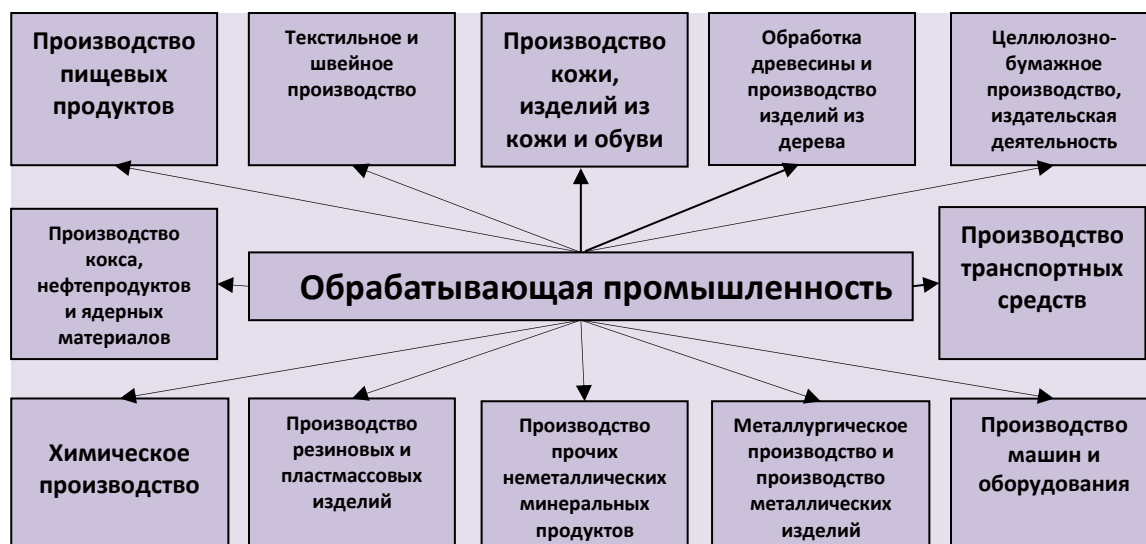 Производство
пищевых
продуктов
Текстильное и
швейное
производство
Производство
кожи,
изделий из
кожи и обуви
Обработка
древесины и
производство
изделий из
дерева
Целлюлозно-
бумажное
производство,
издательская
деятельность
Производство
кокса,
нефтепродуктов
и ядерных
материалов
Обрабатывающая промышленность
Производство
транспортных
средств
Химическое
производство
Производство
резиновых и
пластмассовых
изделий
Производство
прочих
неметаллических
минеральных
продуктов
Металлургическое
производство и
производство
металлических
изделий
Производство
машин и
оборудования